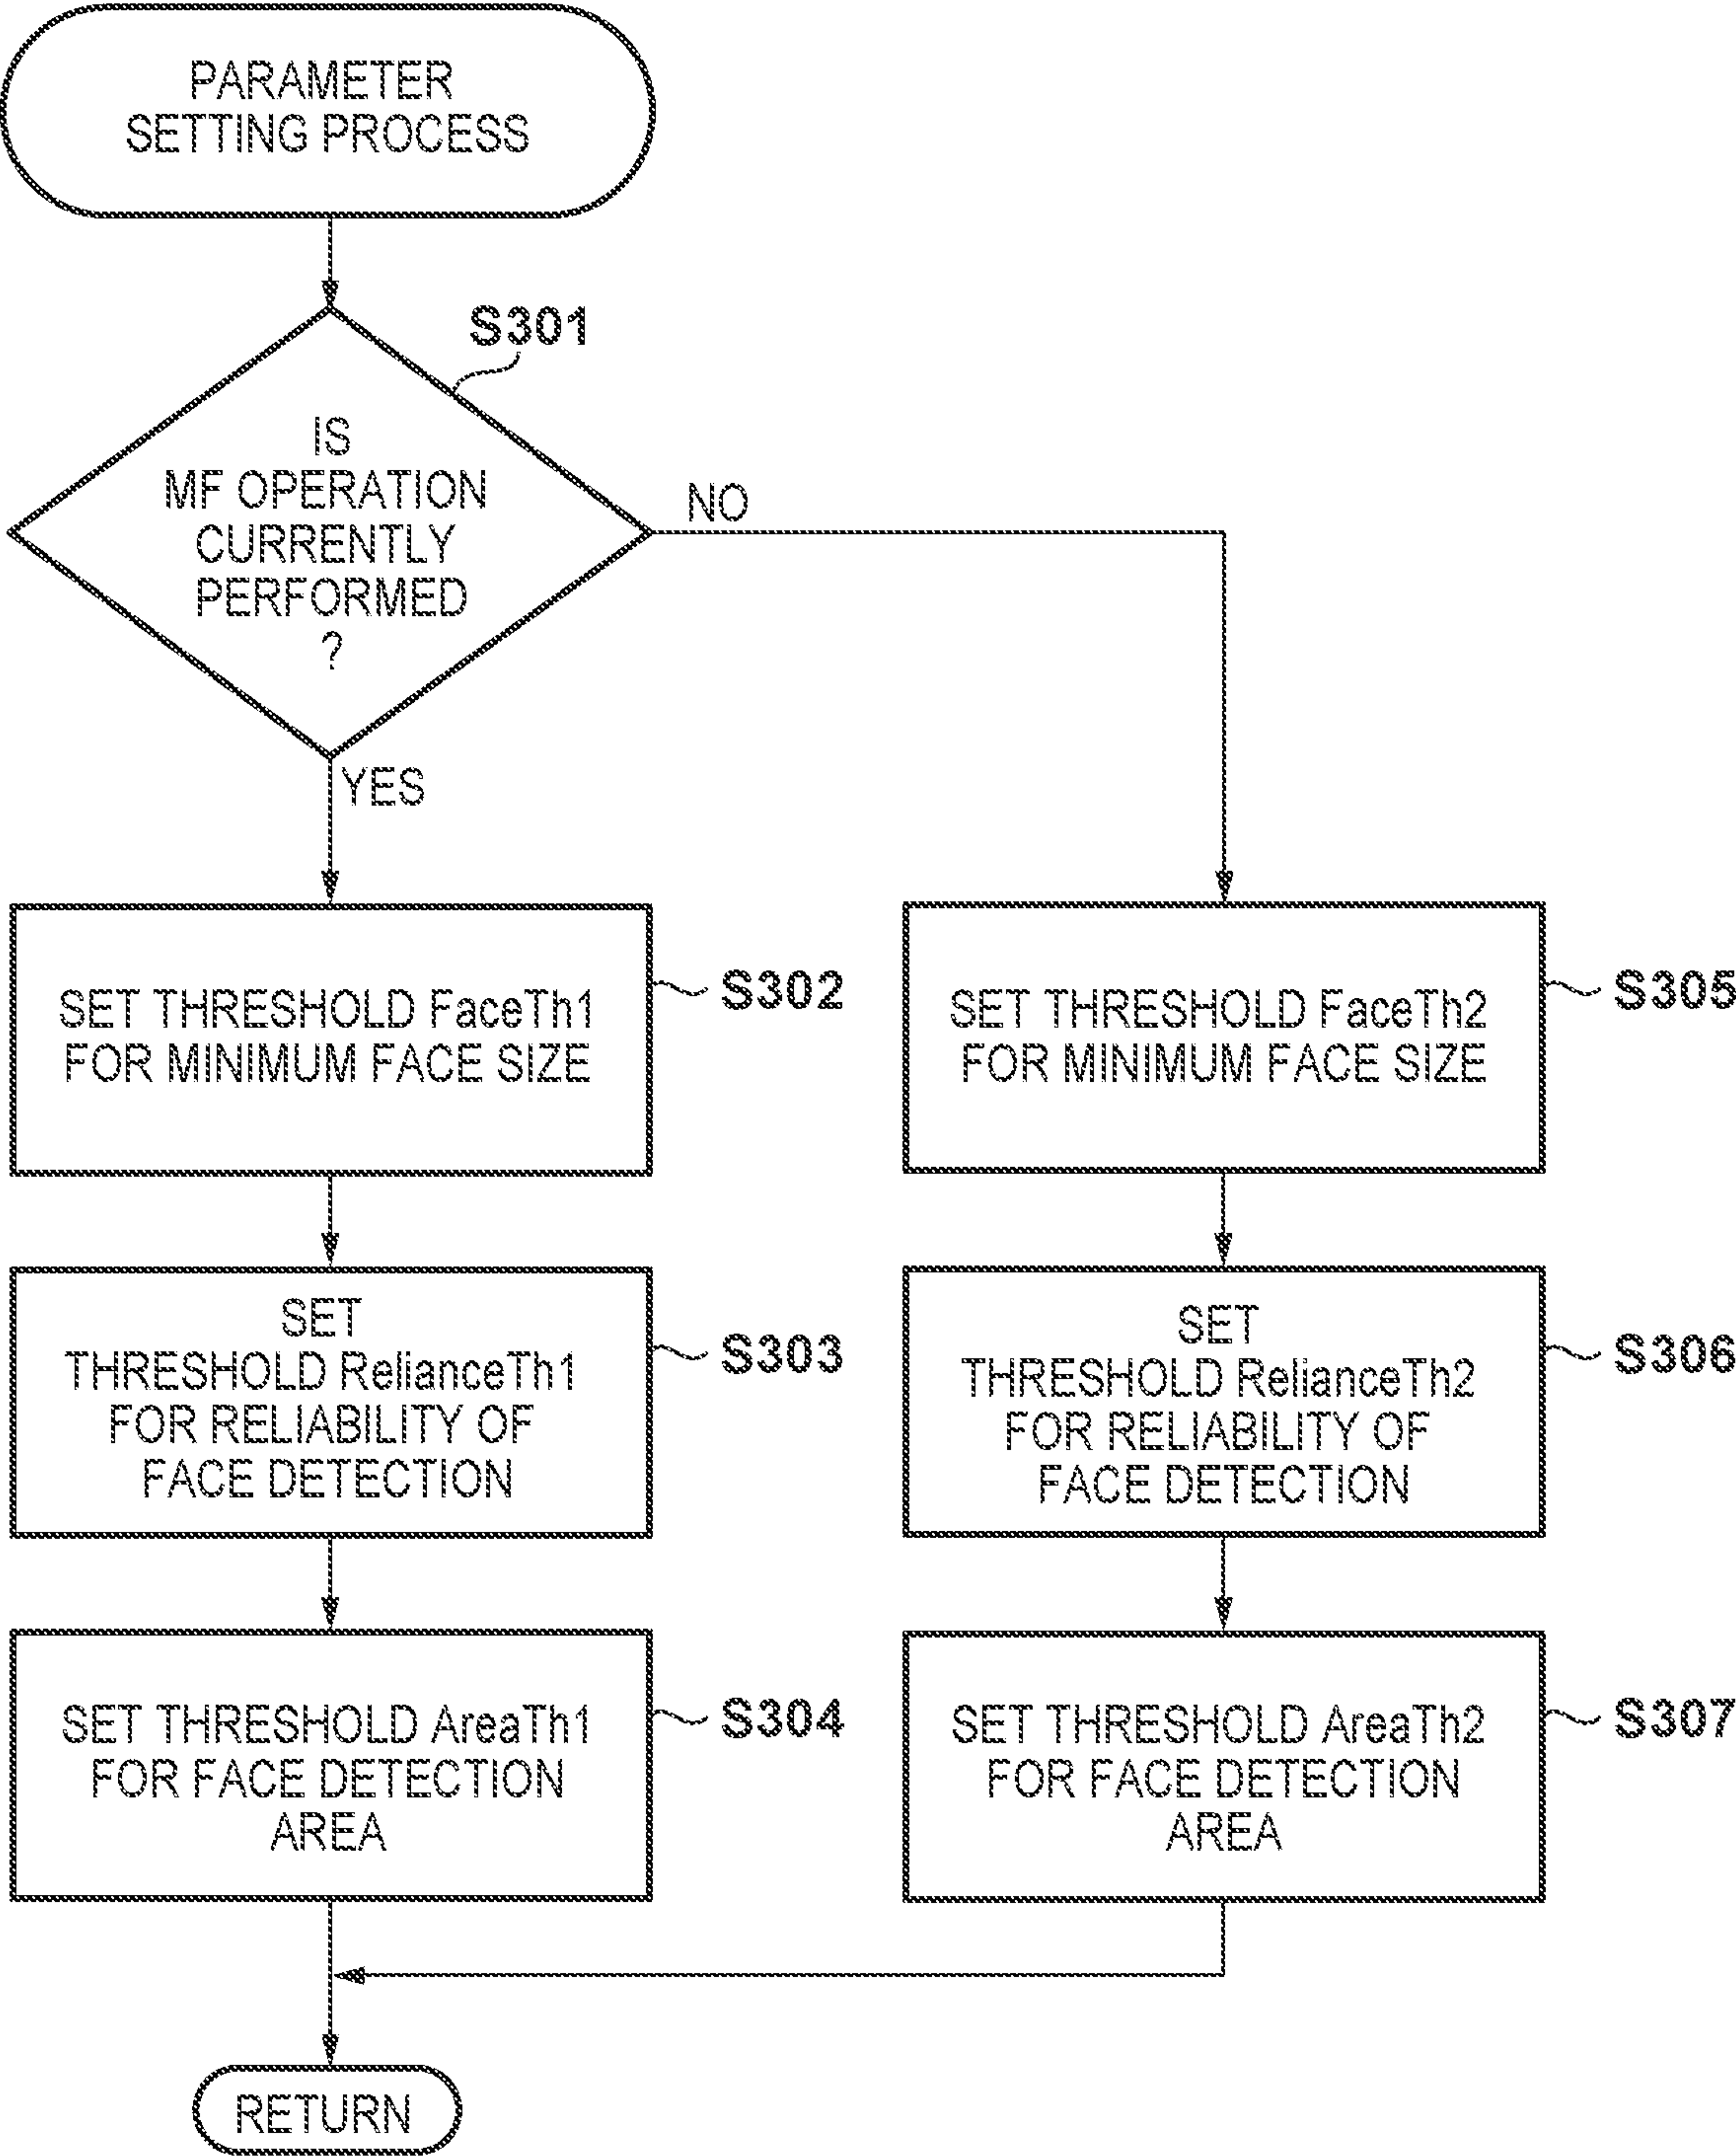 PARAMETER
SETTING PROCESS
S301
IS
MF OPERATION
CURRENTLY
PERFORMED
?
NO
YES
SET THRESHOLD FaceTh1
FOR MINIMUM FACE SIZE
S302
SET
THRESHOLD RelianceTh1
FOR RELIABILITY OF
FACE DETECTION
S303
SET THRESHOLD AreaTh1
FOR FACE DETECTION
AREA
S304
SET THRESHOLD FaceTh2
FOR MINIMUM FACE SIZE
S305
SET
THRESHOLD RelianceTh2
FOR RELIABILITY OF
FACE DETECTION
S306
SET THRESHOLD AreaTh2
FOR FACE DETECTION
AREA
S307
RETURN